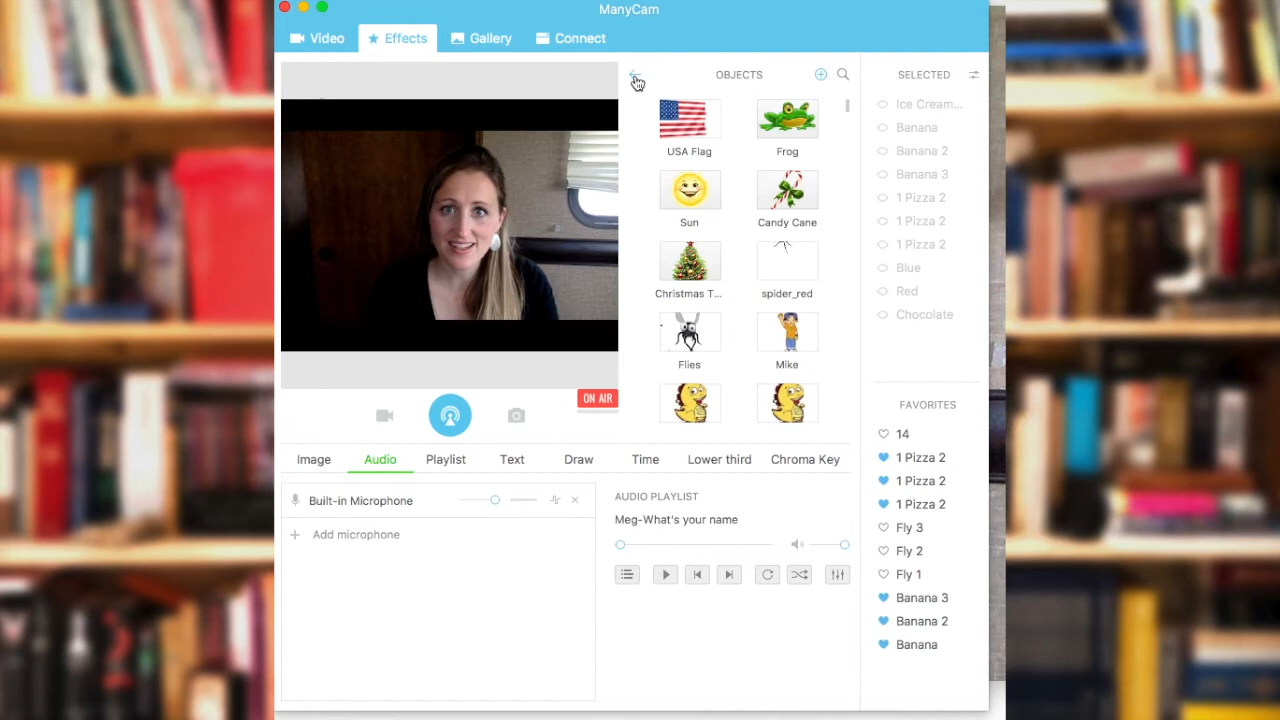 ManyCam
Video
Effects
Gallery
Connect
OBJECTS
USA Flag
Frog
Sun
Candy Cane
Christmas T...
spider_red
Flies
Mike
SELECTED
Ice Cream...
Banana
Banana 2
Banana 3
1 Pizza 2
1 Pizza 2
1 Pizza 2
Blue
Red
Chocolate
FAVORITES
14
1 Pizza 2
1 Pizza 2
1 Pizza 2
Fly 3
Fly 2
Fly 1
Banana 3
Banana 2
Banana
ON AIR
Image
Audio
Playlist
Text
Draw
Time
Lower third
Chroma Key
Built-in Microphone
Add microphone
AUDIO PLAYLIST
Meg-What's your name